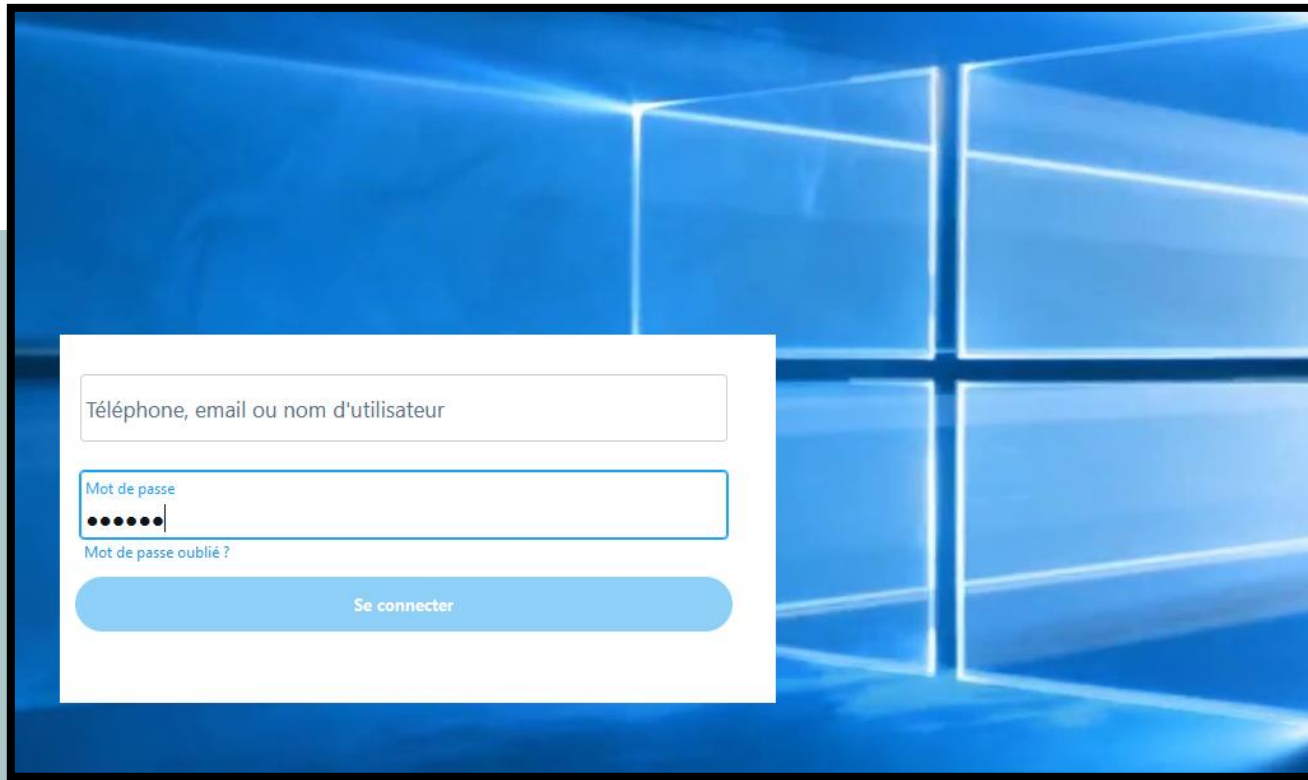 Téléphone, email ou nom d'utilisateur
Mot de passe
●●●●●●
Mot de passe oublié ?
Se connecter